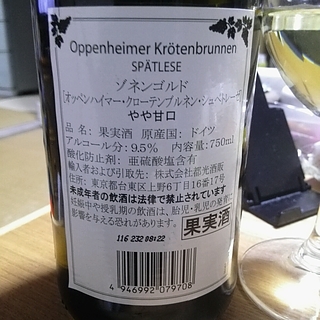 Oppenheimer Krötenbrunnen
SPÄTLESE
ゾネンゴルド
[オッペンハイマー・クローテンブルネン・シュペトレーゼ]
やや甘口
品名：果実酒 原産国：ドイツ
アルコール分：9.5% 内容量：750ml
酸化防止剤：亜硫酸塩含有
輸入者および引取先：株式会社都光酒販
住所：東京都台東区上野6丁目16番17号
未成年者の飲酒は法律で禁止されています
妊娠中や授乳期の飲酒は、胎児・乳児の発育に
影響を与える恐れがあります。
果実酒
116 232 08:22
4 946992 079708